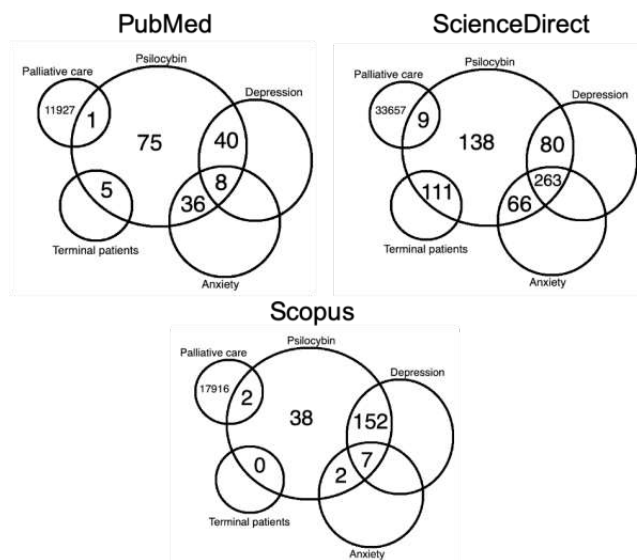 PubMed
Psilocybin
Palliative care
Depression
11927
1
75
40
8
5
36
Terminal patients
Anxiety
ScienceDirect
Psilocybin
Palliative care
Depression
33657
9
138
80
263
111
66
Terminal patients
Anxiety
Scopus
Psilocybin
Palliative care
Depression
17916
2
38
152
7
0
2
Terminal patients
Anxiety